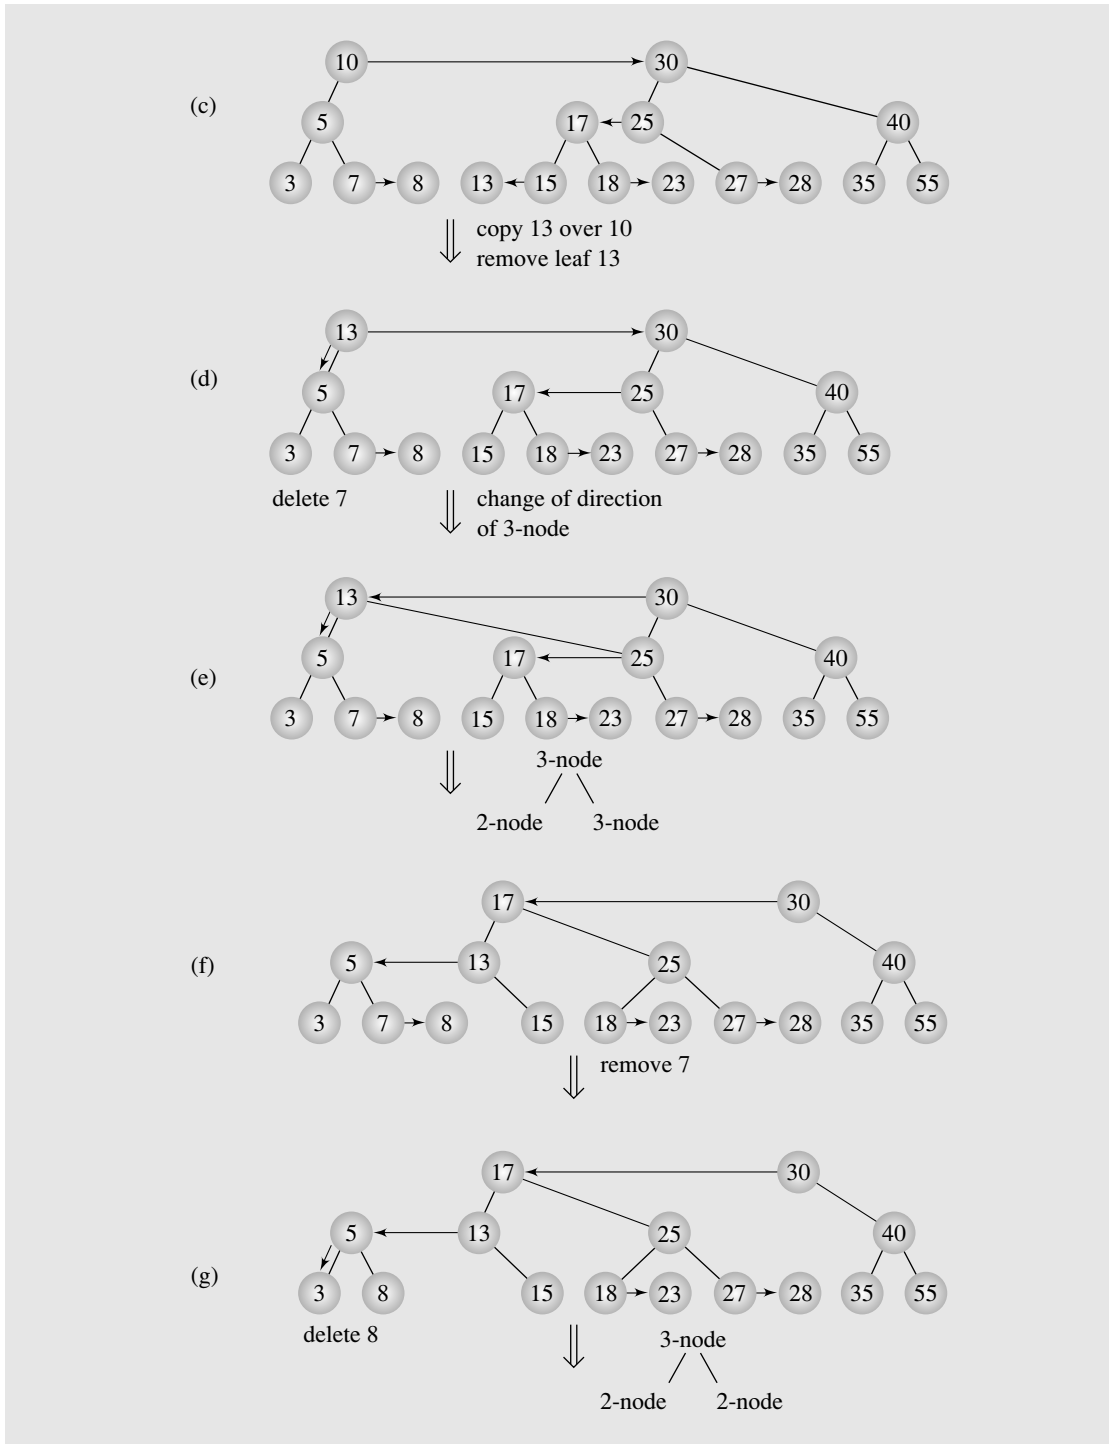 10 30
(c)
5 17 25 40
3 7 8 13 15 18 23 27 28 35 55
copy 13 over 10
remove leaf 13
13 30
(d)
5 17 25 40
3 7 8 15 18 23 27 28 35 55
delete 7
change of direction
of 3-node
13 30
(e)
5 17 25 40
3 7 8 15 18 23 27 28 35 55
3-node
2-node 3-node
17 30
(f)
5 13 25 40
3 7 8 15 18 23 27 28 35 55
remove 7
17 30
5 13 25 40
(g)
3 8 15 18 23 27 28 35 55
delete 8
3-node
2-node 2-node